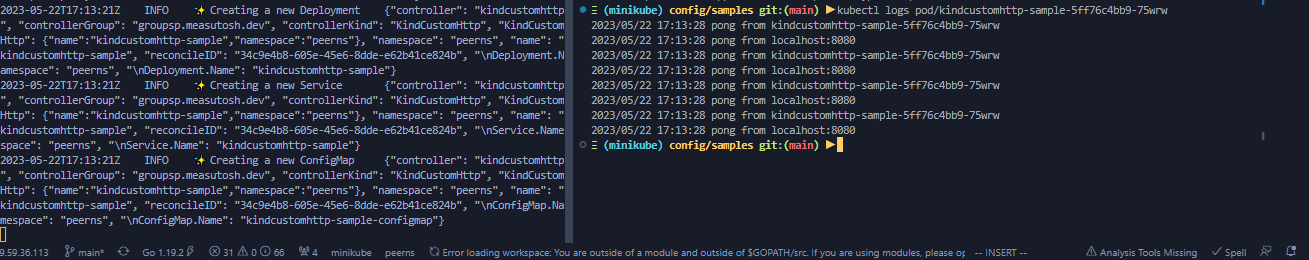 2023-05-22T17:13:21Z INFO ✨ Creating a new Deployment {"controller": "kindcustomhttp
", "controllerGroup": "groupsp.measutosh.dev", "controllerKind": "KindCustomHttp", "KindCustom
Http": {"name":"kindcustomhttp-sample","namespace":"peerns"}, "namespace": "peerns", "name": "
kindcustomhttp-sample", "reconcileID": "34c9e4b8-605e-45e6-8dde-e62b41ce824b", "\nDeployment.N
amespace": "peerns", "\nDeployment.Name": "kindcustomhttp-sample"}
2023-05-22T17:13:21Z INFO ✨ Creating a new Service {"controller": "kindcustomhttp
", "controllerGroup": "groupsp.measutosh.dev", "controllerKind": "KindCustomHttp", "KindCustom
Http": {"name":"kindcustomhttp-sample","namespace":"peerns"}, "namespace": "peerns", "name": "
kindcustomhttp-sample", "reconcileID": "34c9e4b8-605e-45e6-8dde-e62b41ce824b", "\nService.Name
space": "peerns", "\nService.Name": "kindcustomhttp-sample"}
2023-05-22T17:13:21Z INFO ✨ Creating a new ConfigMap {"controller": "kindcustomhttp
", "controllerGroup": "groupsp.measutosh.dev", "controllerKind": "KindCustomHttp", "KindCustom
Http": {"name":"kindcustomhttp-sample","namespace":"peerns"}, "namespace": "peerns", "name": "
kindcustomhttp-sample", "reconcileID": "34c9e4b8-605e-45e6-8dde-e62b41ce824b", "\nConfigMap.Na
mespace": "peerns", "\nConfigMap.Name": "kindcustomhttp-sample-configmap"}
Ξ (minikube) config/samples git:(main) ▶kubectl logs pod/kindcustomhttp-sample-5ff76c4bb9-75wrw
2023/05/22 17:13:28 pong from kindcustomhttp-sample-5ff76c4bb9-75wrw
2023/05/22 17:13:28 pong from localhost:8080
2023/05/22 17:13:28 pong from kindcustomhttp-sample-5ff76c4bb9-75wrw
2023/05/22 17:13:28 pong from localhost:8080
2023/05/22 17:13:28 pong from kindcustomhttp-sample-5ff76c4bb9-75wrw
2023/05/22 17:13:28 pong from localhost:8080
2023/05/22 17:13:28 pong from kindcustomhttp-sample-5ff76c4bb9-75wrw
2023/05/22 17:13:28 pong from localhost:8080
Ξ (minikube) config/samples git:(main) ▶
9.59.36.113 main* Go 1.19.2 31 0 66 4 minikube peerns Error loading workspace: You are outside of a module and outside of $GOPATH/src. If you are using modules, please op -- INSERT -- Analysis Tools Missing Spell